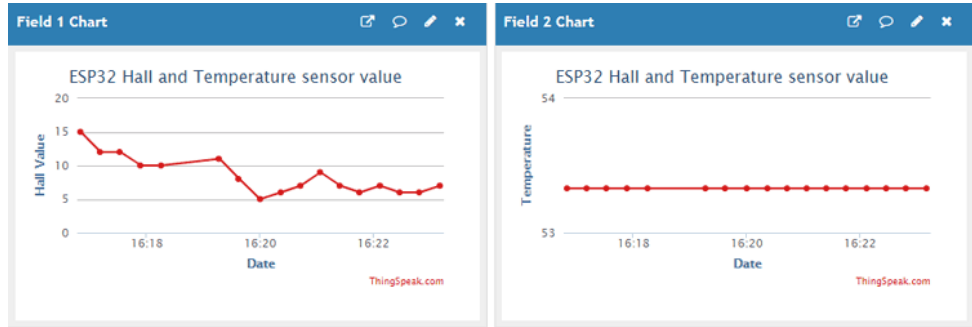 Field 1 Chart
ESP32 Hall and Temperature sensor value
20
15
10
5
0
Hall Value
16:18 16:20 16:22
Date
ThingSpeak.com
Field 2 Chart
ESP32 Hall and Temperature sensor value
54
53
Temperature
16:18 16:20 16:22
Date
ThingSpeak.com